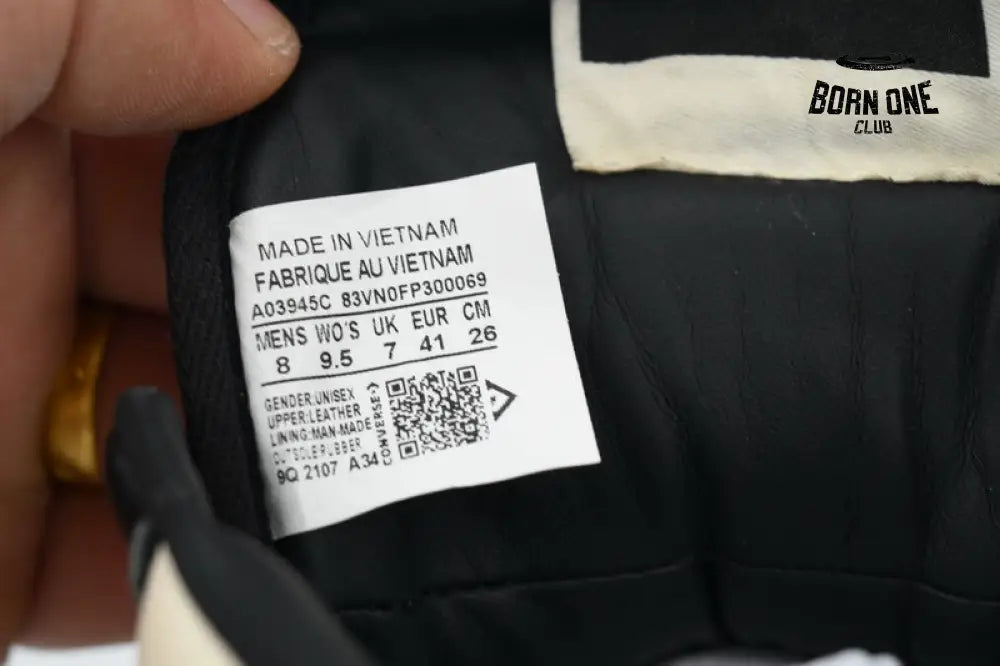 BORN ONE
CLUB
MADE IN VIETNAM
FABRIQUE AU VIETNAM
A03945C 83VN0FP300069
MENS WO'S UK EUR CM
8 9.5 7 41 26
GENDER:UNISEX
UPPER:LEATHER
LINING:MAN-MADE
OUTSOLE:RUBBER
9Q 2107 A34
CONVERSE